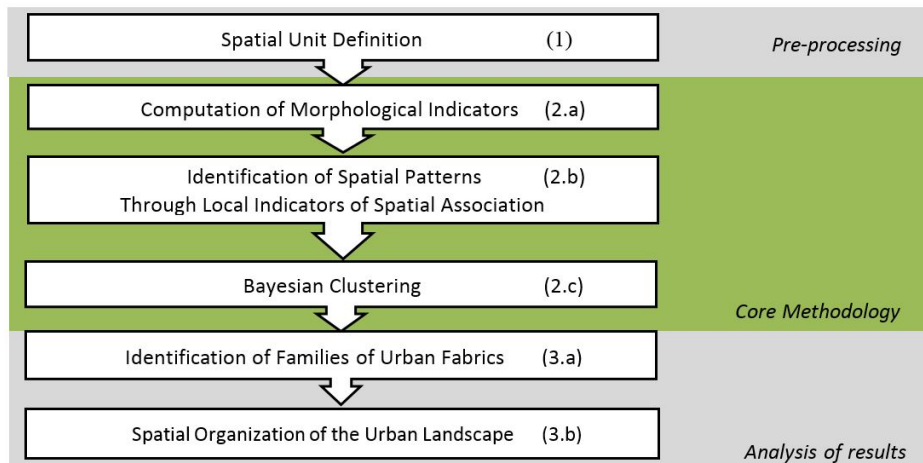 Spatial Unit Definition (1)
Pre-processing
Computation of Morphological Indicators (2.a)
Identification of Spatial Patterns (2.b)
Through Local Indicators of Spatial Association
Bayesian Clustering (2.c)
Core Methodology
Identification of Families of Urban Fabrics (3.a)
Spatial Organization of the Urban Landscape (3.b)
Analysis of results